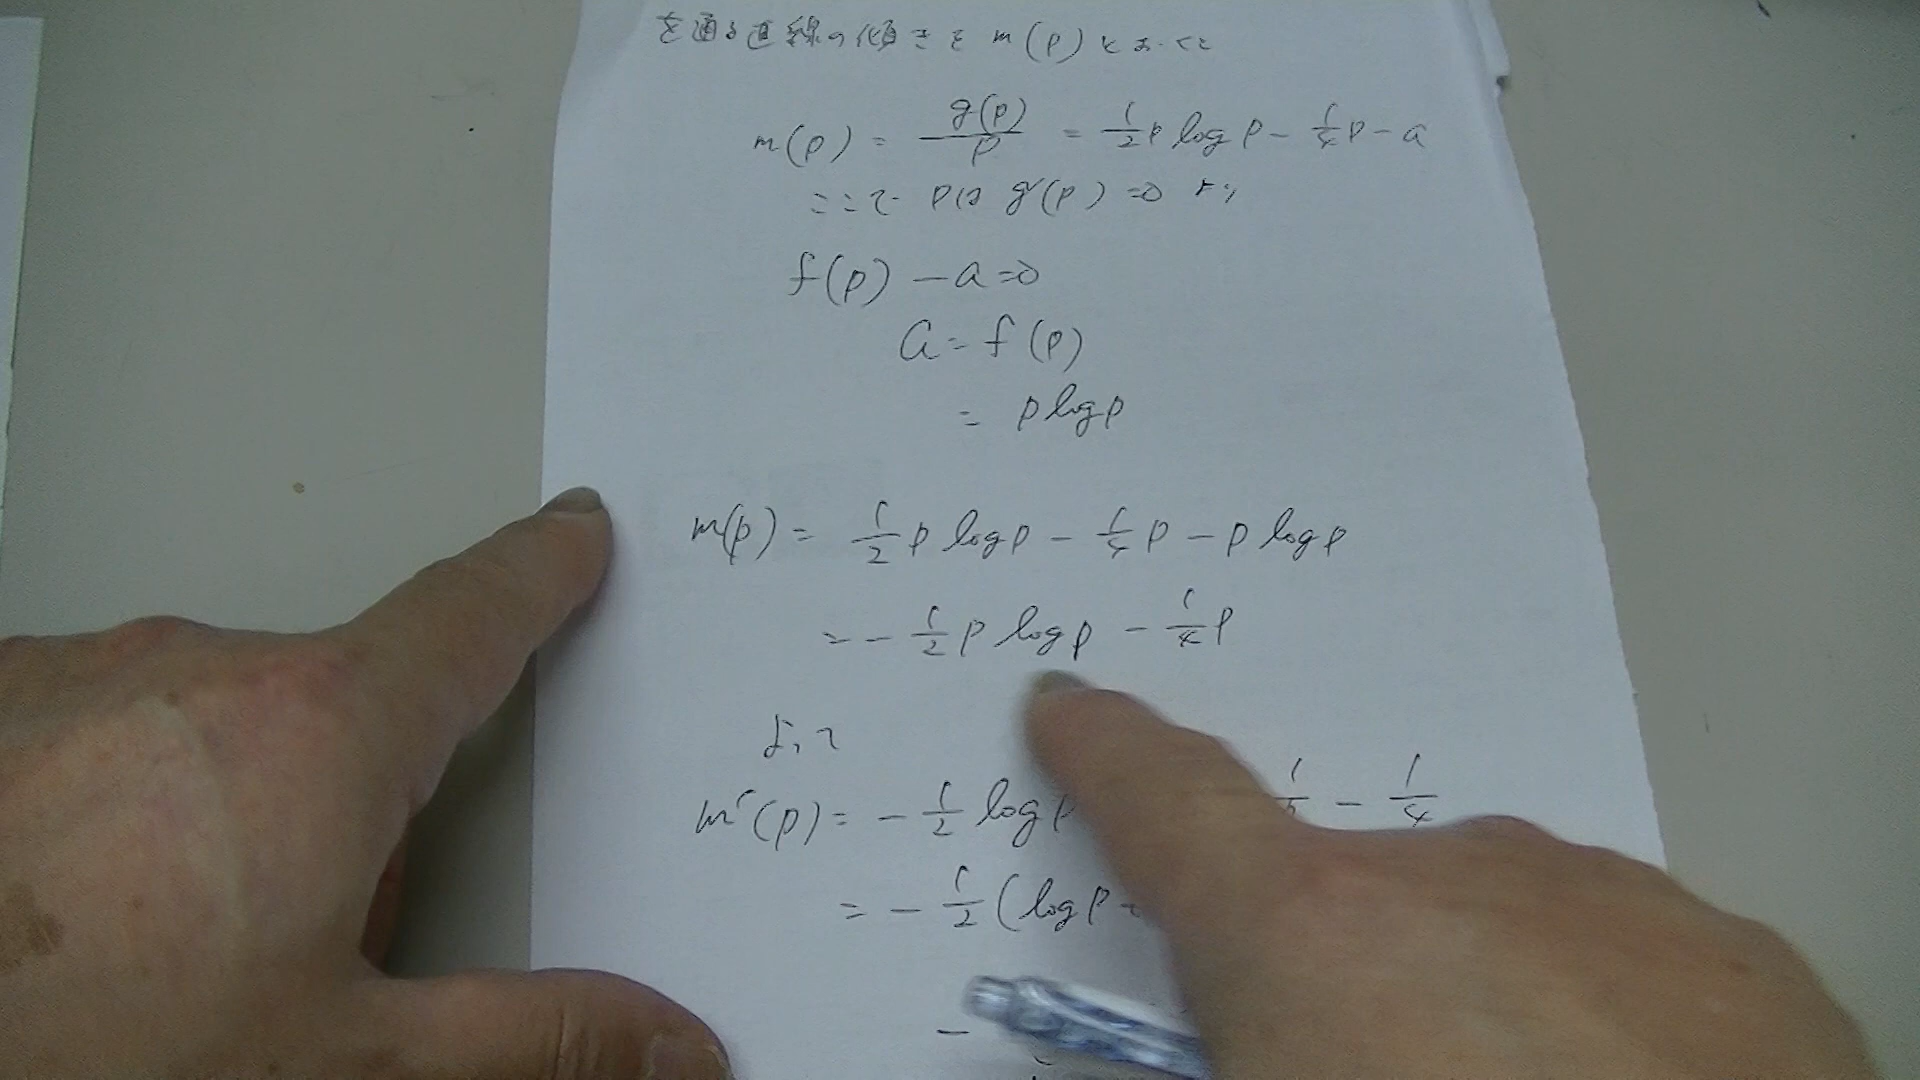 を通る直線の傾きを m(p) とおくと
m(p) = g(p)/p = 1/2 p log p - 1/4 p - a
ここで pは g'(p) = 0 より
f(p) - a = 0
a = f(p)
= p log p
m(p) = 1/2 p log p - 1/4 p - p log p
= - 1/2 p log p - 1/4 p
よって
m'(p) = - 1/2 log p - 1/4
= - 1/2 (log p
-